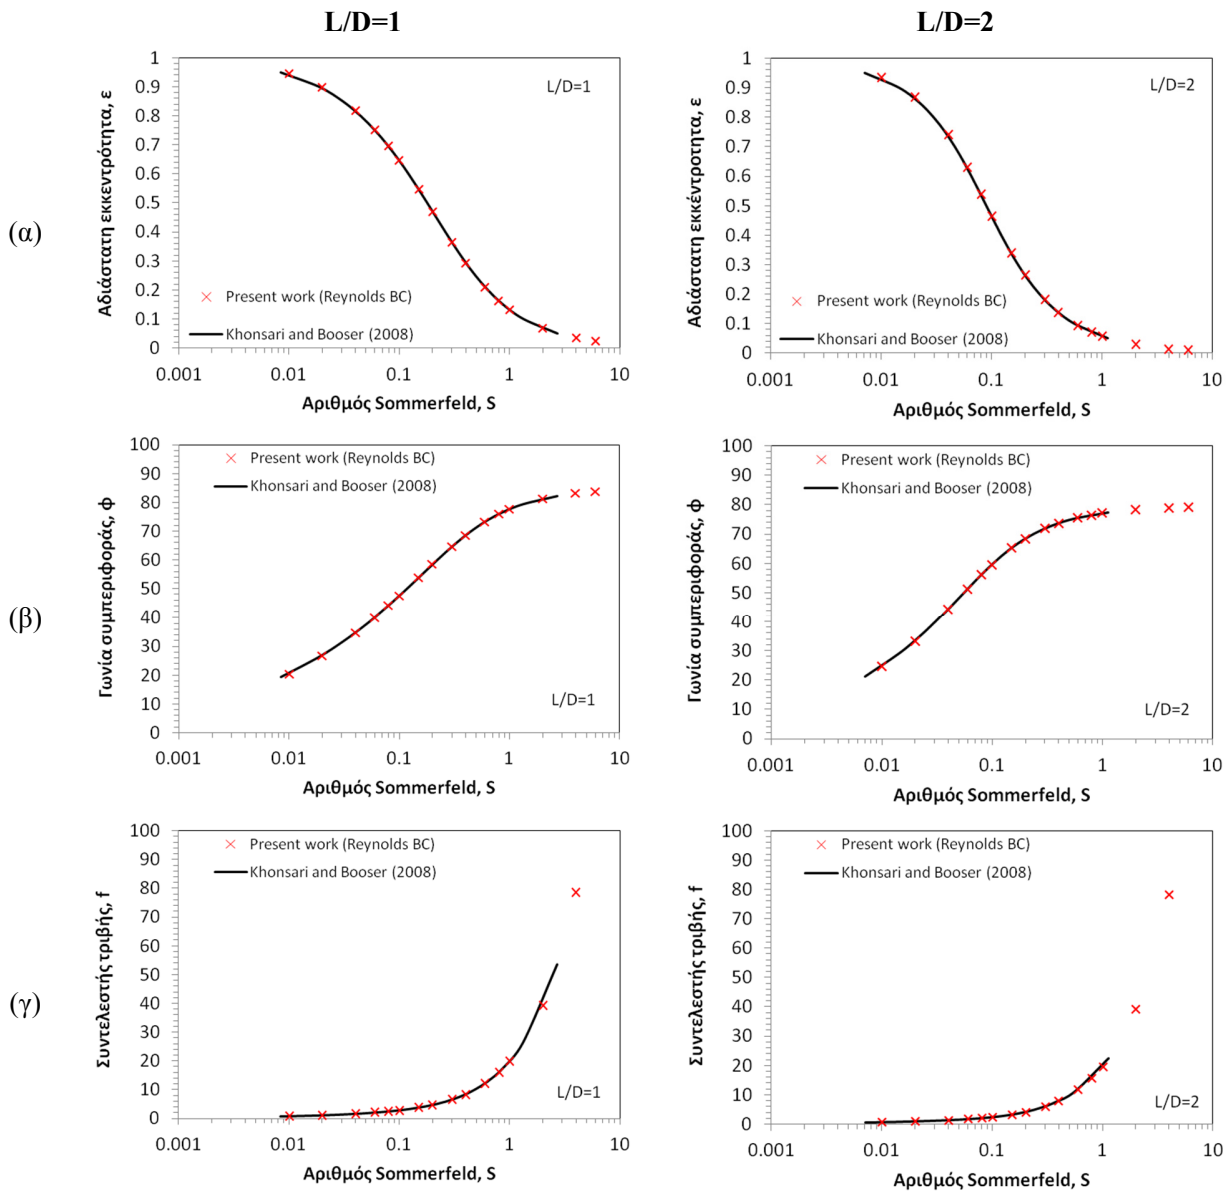 L/D=1
L/D=2
(α)
Αδιάστατη εκκεντρότητα, ε
1
0.9
0.8
0.7
0.6
0.5
0.4
0.3
0.2
0.1
0
L/D=1
Present work (Reynolds BC)
Khonsari and Booser (2008)
0.001 0.01 0.1 1 10
Αριθμός Sommerfeld, S
Αδιάστατη εκκέντροτητα, ε
1
0.9
0.8
0.7
0.6
0.5
0.4
0.3
0.2
0.1
0
L/D=2
Present work (Reynolds BC)
Khonsari and Booser (2008)
0.001 0.01 0.1 1 10
Αριθμός Sommerfeld, S
(β)
Γωνία συμπεριφοράς, ϕ
100
90
80
70
60
50
40
30
20
10
0
Present work (Reynolds BC)
Khonsari and Booser (2008)
L/D=1
0.001 0.01 0.1 1 10
Αριθμός Sommerfeld, S
Γωνία συμπεριφοράς, ϕ
100
90
80
70
60
50
40
30
20
10
0
Present work (Reynolds BC)
Khonsari and Booser (2008)
L/D=2
0.001 0.01 0.1 1 10
Αριθμός Sommerfeld, S
(γ)
Συντελεστής τριβής, f
100
90
80
70
60
50
40
30
20
10
0
Present work (Reynolds BC)
Khonsari and Booser (2008)
L/D=1
0.001 0.01 0.1 1 10
Αριθμός Sommerfeld, S
Συντελεστής τριβής, f
100
90
80
70
60
50
40
30
20
10
0
Present work (Reynolds BC)
Khonsari and Booser (2008)
L/D=2
0.001 0.01 0.1 1 10
Αριθμός Sommerfeld, S